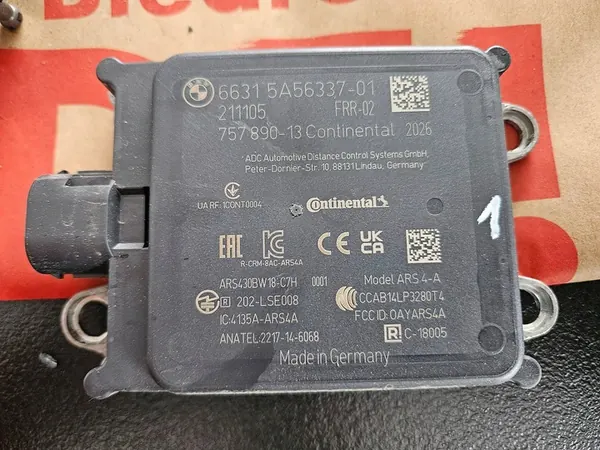 BMW
6631 5A56337-01
211105 FRR-02
757 890-13 Continental 2026
ADC Automotive Distance Control Systems GmbH,
Peter-Dornier-Str. 10, 88131 Lindau, Germany
UA RF: 1CONT0004
Continental
EAC KC CE UK CA
R-CRM-8AC-ARS4A
ARS430BW18-C7H 0001 Model ARS 4-A
R 202-LSE008 CCAB14LP3280T4
IC:4135A-ARS4A FCC ID: OAYARS4A
ANATEL:2217-14-6068 R C-18005
Made in Germany
1